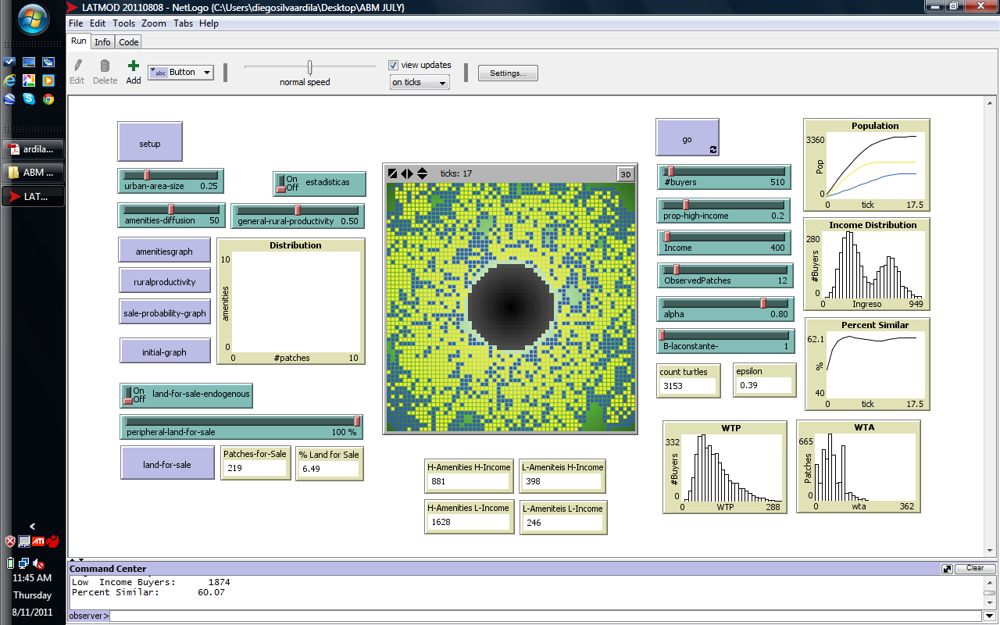 LATMOD 20110808 - NetLogo {C:\Users\diegosilvaardila\Desktop\ABM JULY}
File Edit Tools Zoom Tabs Help
Run Info Code
Edit Delete Add abc Button normal speed view updates on ticks Settings...
ardila...
ABM ...
LAT...
setup
urban-area-size 0.25
On
Off
estadisticas
amenities-diffusion 50
general-rural-productivity 0.50
amenitiesgraph
ruralproductivity
sale-probability-graph
initial-graph
Distribution
10
amenities
0
0 #patches 10
On
Off
land-for-sale-endogenous
peripheral-land-for-sale 100 %
land-for-sale
Patches-for-Sale
219
% Land for Sale
6.49
ticks: 17 3D
H-Amenities H-Income
881
L-Ameniteis H-Income
398
H-Amenities L-Income
1628
L-Ameniteis L-Income
246
go
#buyers 510
prop-high-income 0.2
Income 400
ObservedPatches 12
alpha 0.80
B-laconstante- 1
count turtles
3153
epsilon
0.39
Population
3360
Pop
0
0 tick 17.5
Income Distribution
280
#Buyers
0
0 Ingreso 949
Percent Similar
62.1
%
40
0 tick 17.5
WTP
332
#Buyers
0
0 WTP 288
WTA
665
Patches
0
0 wta 362
Command Center
Clear
Low Income Buyers: 1874
Percent Similar: 60.07
observer>
ATI
11:45 AM
Thursday
8/11/2011